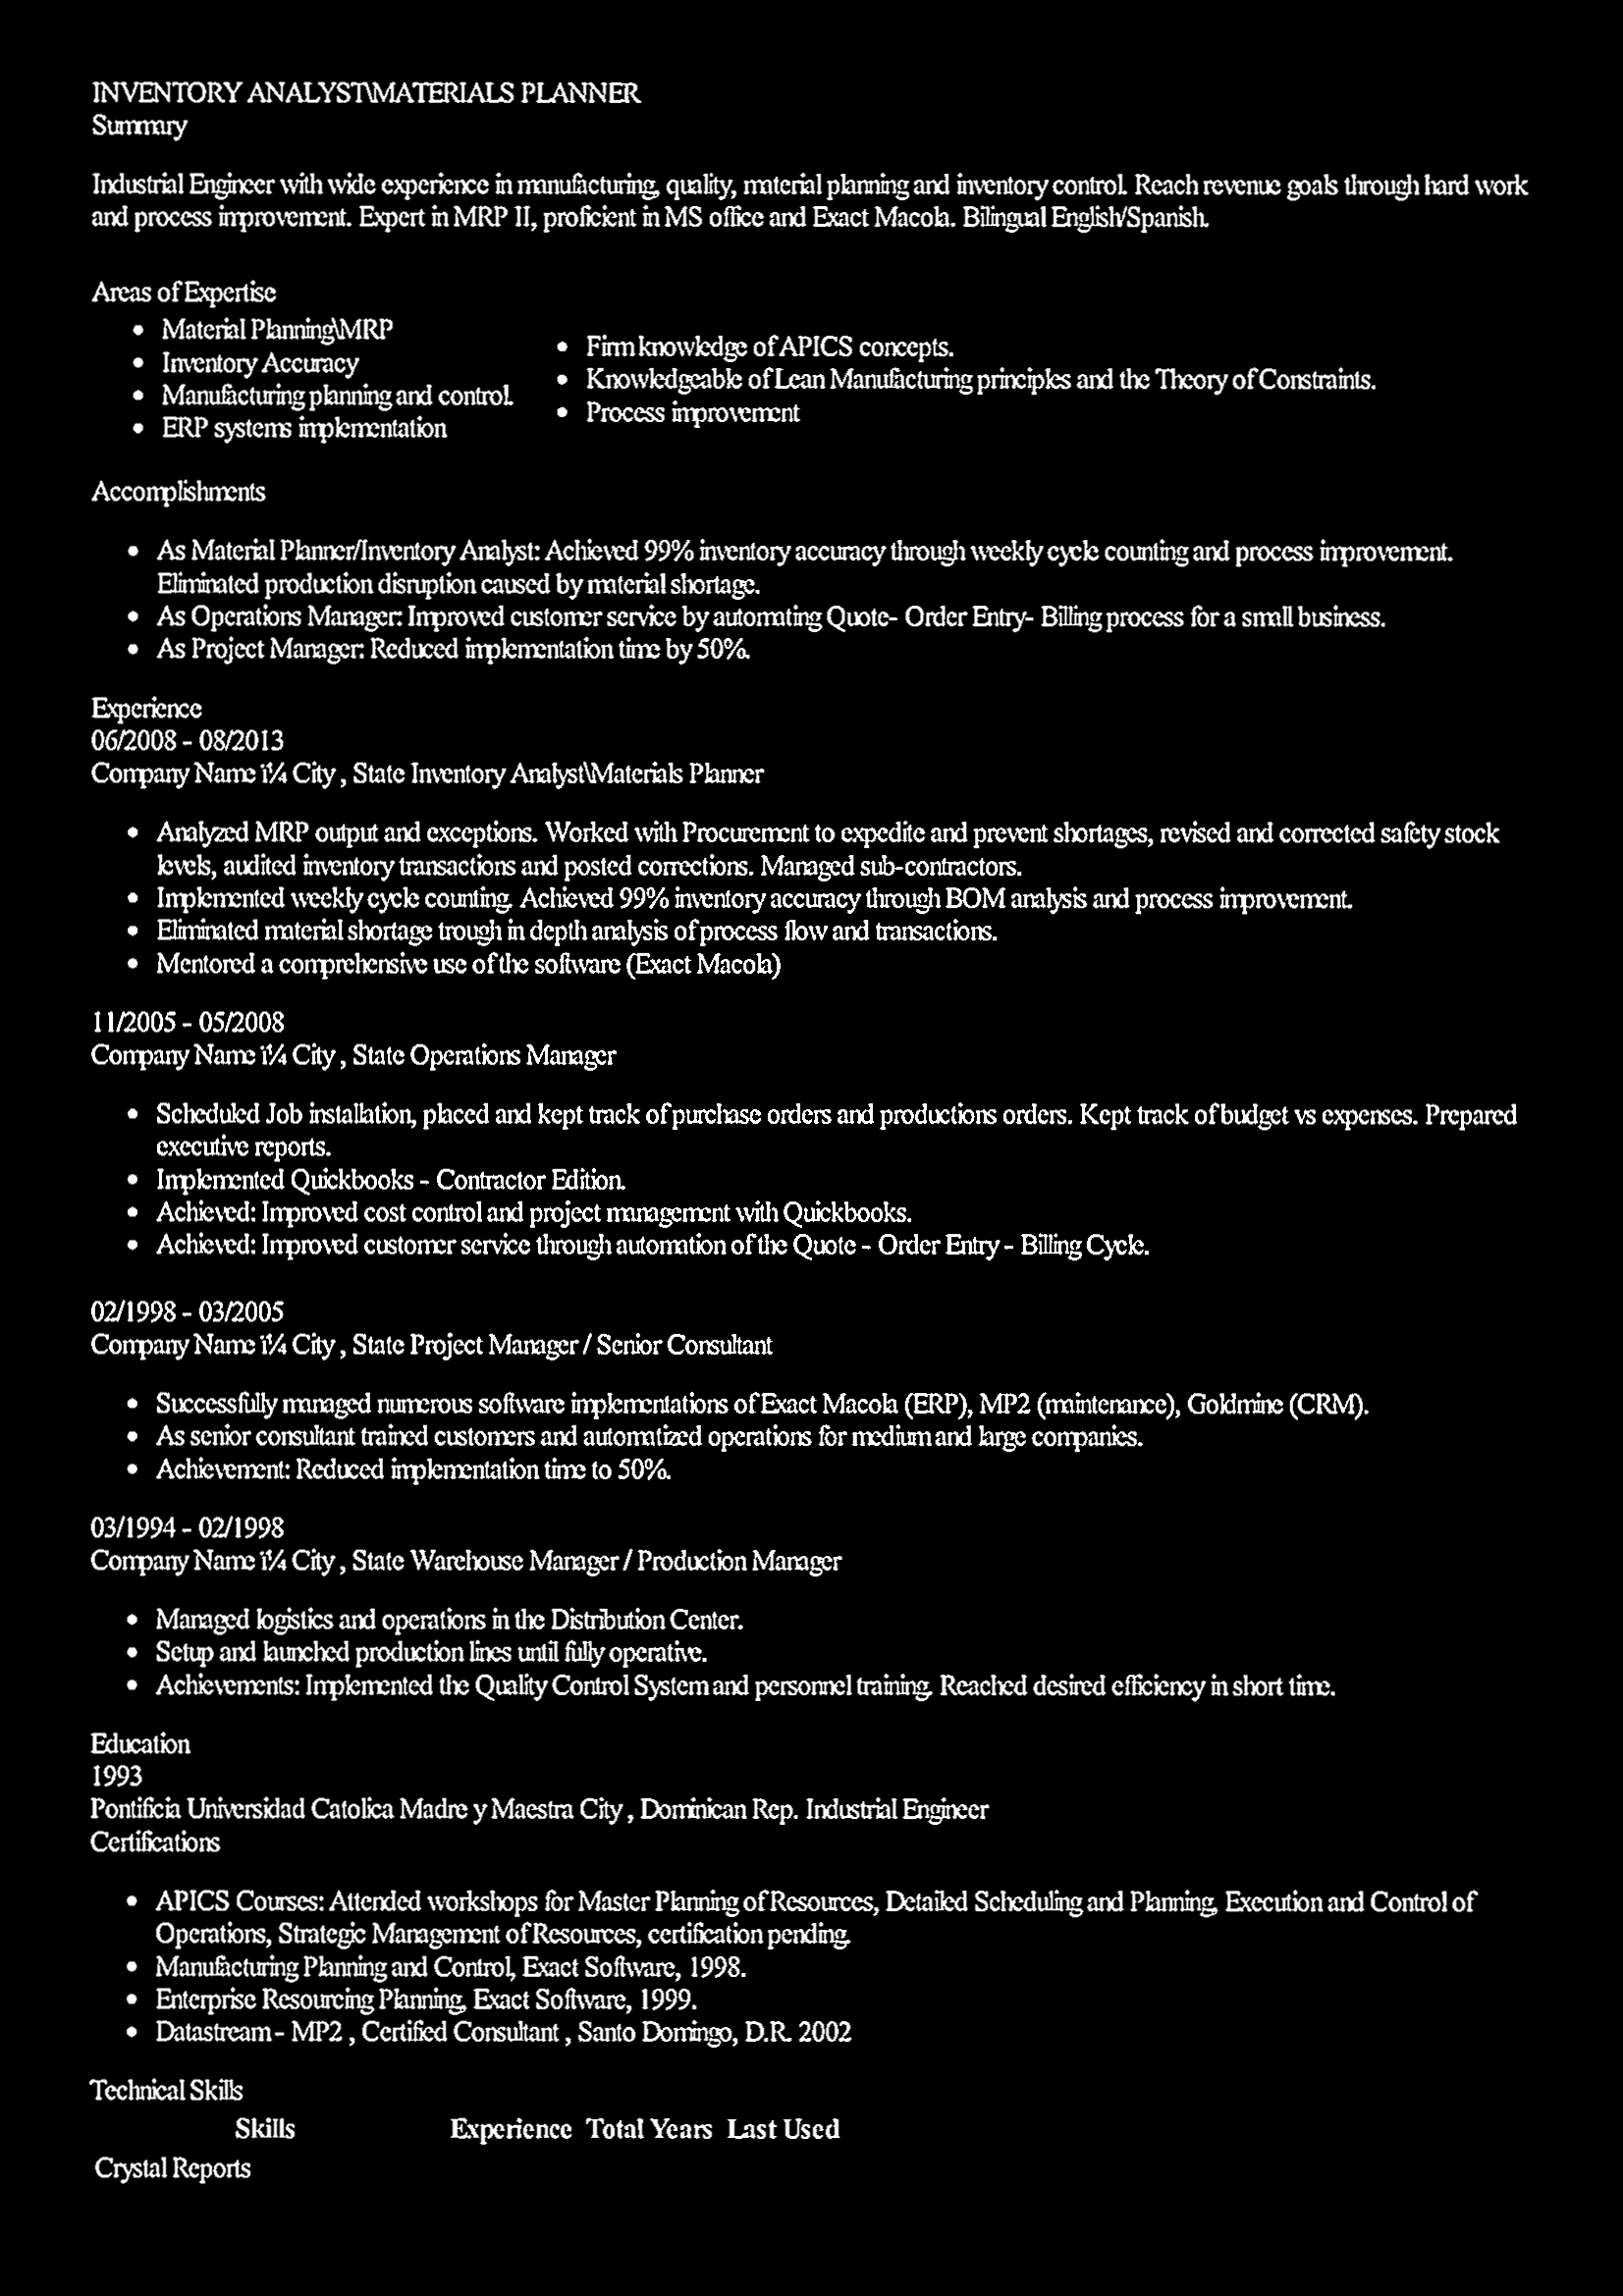 INVENTORY ANALYST\MATERIALS PLANNER
Summary
Industrial Engineer with wide experience in manufacturing, quality, material planning and inventory control. Reach revenue goals through hard work
and process improvement. Expert in MRP II, proficient in MS office and Exact Macola. Bilingual English/Spanish.
Areas of Expertise
• Material Planning\MRP
• Inventory Accuracy
• Manufacturing planning and control.
• ERP systems implementation
• Firm knowledge of APICS concepts.
• Knowledgeable of Lean Manufacturing principles and the Theory of Constraints.
• Process improvement
Accomplishments
• As Material Planner/Inventory Analyst: Achieved 99% inventory accuracy through weekly cycle counting and process improvement.
Eliminated production disruption caused by material shortage.
• As Operations Manager: Improved customer service by automating Quote- Order Entry- Billing process for a small business.
• As Project Manager: Reduced implementation time by 50%.
Experience
06/2008 - 08/2013
Company Name ï¼ City , State Inventory Analyst\Materials Planner
• Analyzed MRP output and exceptions. Worked with Procurement to expedite and prevent shortages, revised and corrected safety stock
levels, audited inventory transactions and posted corrections. Managed sub-contractors.
• Implemented weekly cycle counting. Achieved 99% inventory accuracy through BOM analysis and process improvement.
• Eliminated material shortage trough in depth analysis of process flow and transactions.
• Mentored a comprehensive use of the software (Exact Macola)
11/2005 - 05/2008
Company Name ï¼ City , State Operations Manager
• Scheduled Job installation, placed and kept track of purchase orders and productions orders. Kept track of budget vs expenses. Prepared
executive reports.
• Implemented Quickbooks - Contractor Edition.
• Achieved: Improved cost control and project management with Quickbooks.
• Achieved: Improved customer service through automation of the Quote - Order Entry - Billing Cycle.
02/1998 - 03/2005
Company Name ï¼ City , State Project Manager / Senior Consultant
• Successfully managed numerous software implementations of Exact Macola (ERP), MP2 (maintenance), Goldmine (CRM).
• As senior consultant trained customers and automatized operations for medium and large companies.
• Achievement: Reduced implementation time to 50%.
03/1994 - 02/1998
Company Name ï¼ City , State Warehouse Manager / Production Manager
• Managed logistics and operations in the Distribution Center.
• Setup and launched production lines until fully operative.
• Achievements: Implemented the Quality Control System and personnel training. Reached desired efficiency in short time.
Education
1993
Pontificia Universidad Catolica Madre y Maestra City , Dominican Rep. Industrial Engineer
Certifications
• APICS Courses: Attended workshops for Master Planning of Resources, Detailed Scheduling and Planning, Execution and Control of
Operations, Strategic Management of Resources, certification pending.
• Manufacturing Planning and Control, Exact Software, 1998.
• Enterprise Resourcing Planning, Exact Software, 1999.
• Datastream - MP2 , Certified Consultant , Santo Domingo, D.R. 2002
Technical Skills
Skills Experience Total Years Last Used
Crystal Reports